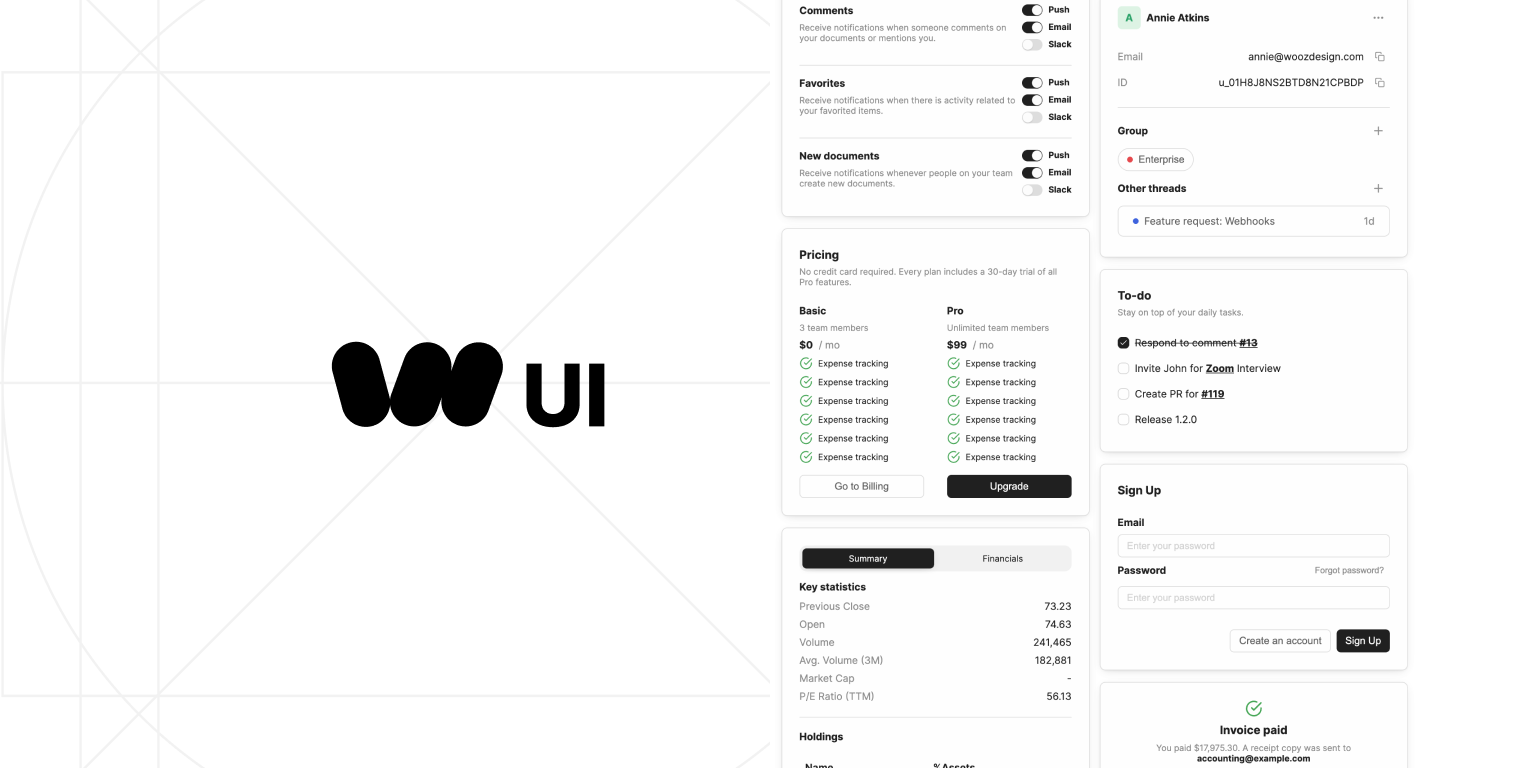 UI
Comments
Receive notifications when someone comments on
your documents or mentions you.
Push
Email
Slack
Favorites
Receive notifications when there is activity related to
your favorited items.
Push
Email
Slack
New documents
Receive notifications whenever people on your team
create new documents.
Push
Email
Slack
Pricing
No credit card required. Every plan includes a 30-day trial of all
Pro features.
Basic
3 team members
$0 / mo
Expense tracking
Expense tracking
Expense tracking
Expense tracking
Expense tracking
Expense tracking
Go to Billing
Pro
Unlimited team members
$99 / mo
Expense tracking
Expense tracking
Expense tracking
Expense tracking
Expense tracking
Expense tracking
Upgrade
Summary Financials
Key statistics
Previous Close 73.23
Open 74.63
Volume 241,465
Avg. Volume (3M) 182,881
Market Cap -
P/E Ratio (TTM) 56.13
Holdings
Name %Assets
A Annie Atkins
Email annie@woozdesign.com
ID u_01H8J8NS2BTD8N21CPBDP
Group
Enterprise
Other threads
Feature request: Webhooks 1d
To-do
Stay on top of your daily tasks.
Respond to comment #13
Invite John for Zoom Interview
Create PR for #119
Release 1.2.0
Sign Up
Email
Enter your password
Password Forgot password?
Enter your password
Create an account Sign Up
Invoice paid
You paid $17,975.30. A receipt copy was sent to
accounting@example.com